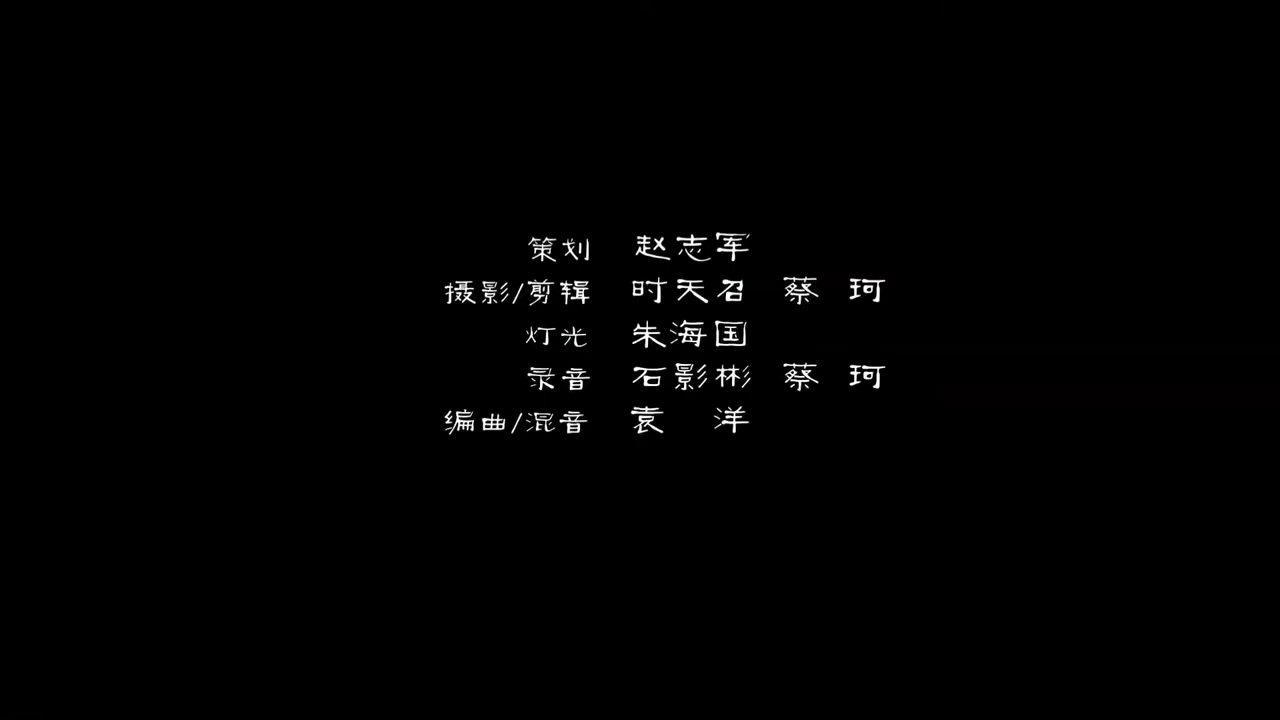 策划 赵志军
摄影/剪辑 时天召 蔡 珂
灯光 朱海国
录音 石影彬 蔡 珂
编曲/混音 袁 洋